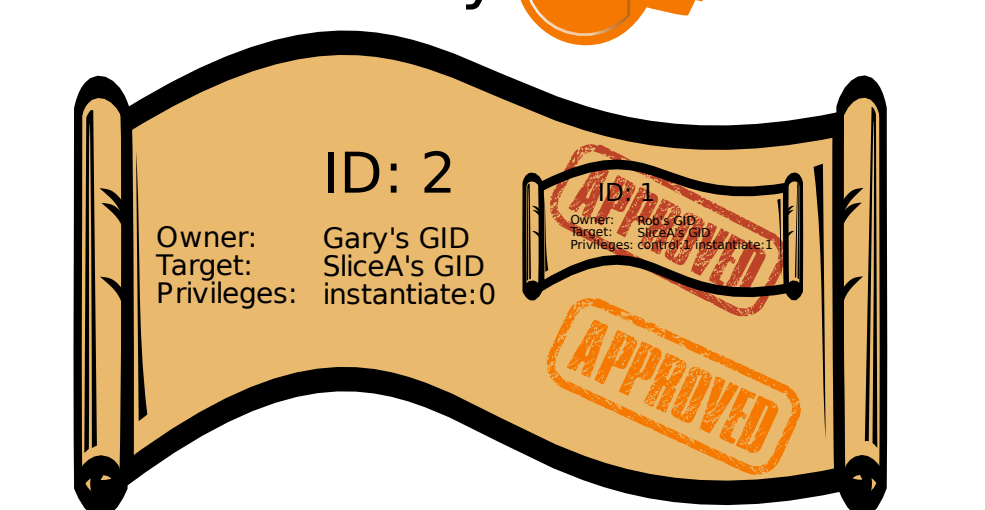 ID: 2
Owner: Gary's GID
Target: SliceA's GID
Privileges: instantiate:0
APPROVED
ID: 1
Owner: Rob's GID
Target: SliceA's GID
Privileges: control:1 instantiate:1
APPROVED